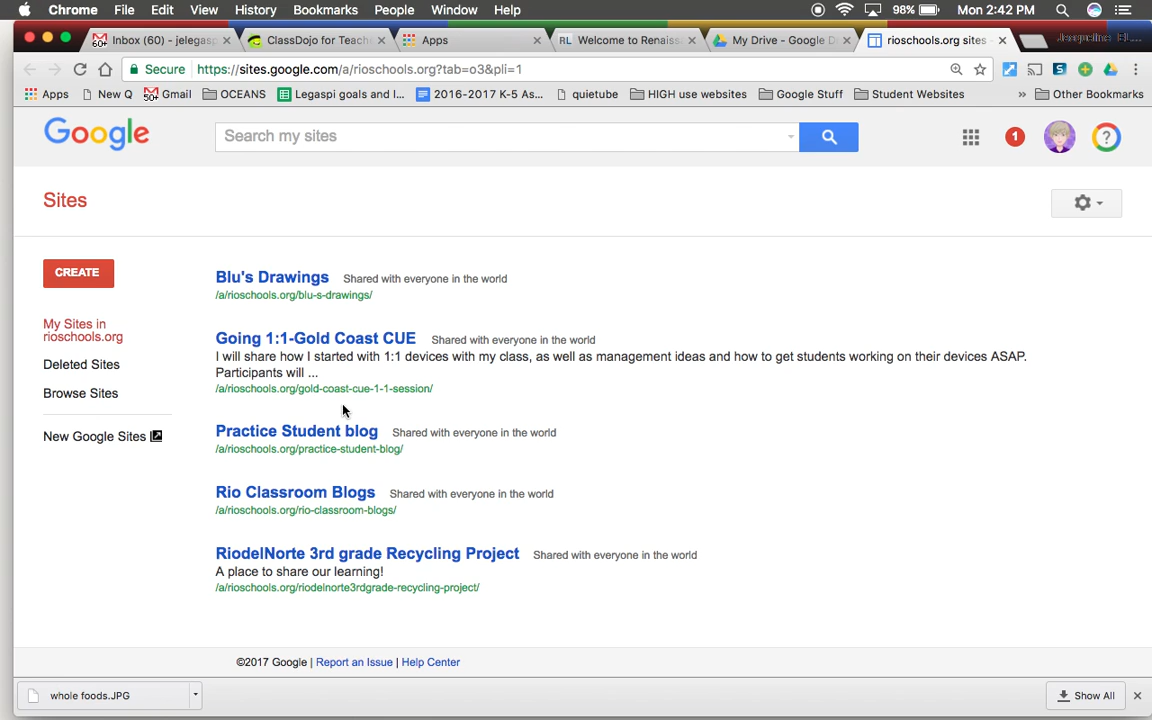 Chrome File Edit View History Bookmarks People Window Help 98% Mon 2:42 PM
Inbox (60) - jelegasp ClassDojo for Teach Apps RL Welcome to Renaiss My Drive - Google D rioschools.org sites -
Secure https://sites.google.com/a/rioschools.org?tab=o3&pli=1
Apps New Q Gmail OCEANS Legaspi goals and I... 2016-2017 K-5 As... quietube HIGH use websites Google Stuff Student Websites » Other Bookmarks
Google Search my sites 1 ?
Sites
CREATE
My Sites in
rioschools.org
Deleted Sites
Browse Sites
New Google Sites
Blu's Drawings Shared with everyone in the world
/a/rioschools.org/blu-s-drawings/
Going 1:1-Gold Coast CUE Shared with everyone in the world
I will share how I started with 1:1 devices with my class, as well as management ideas and how to get students working on their devices ASAP.
Participants will ...
/a/rioschools.org/gold-coast-cue-1-1-session/
Practice Student blog Shared with everyone in the world
/a/rioschools.org/practice-student-blog/
Rio Classroom Blogs Shared with everyone in the world
/a/rioschools.org/rio-classroom-blogs/
RiodelNorte 3rd grade Recycling Project Shared with everyone in the world
A place to share our learning!
/a/rioschools.org/riodelnorte3rdgrade-recycling-project/
©2017 Google | Report an Issue | Help Center
whole foods.JPG Show All